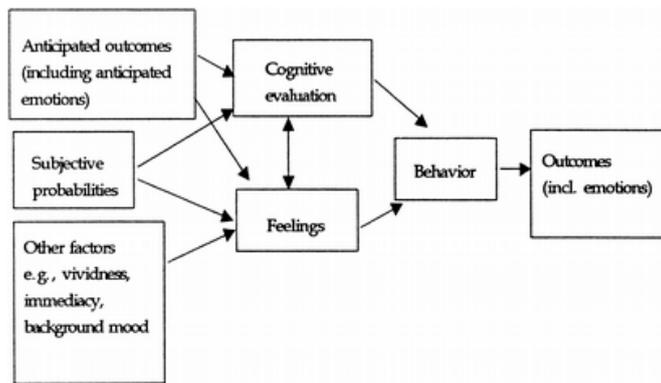 Anticipated outcomes
(including anticipated
emotions)
Cognitive
evaluation
Subjective
probabilities
Feelings
Behavior
Outcomes
(incl. emotions)
Other factors
e.g., vividness,
immediacy,
background mood